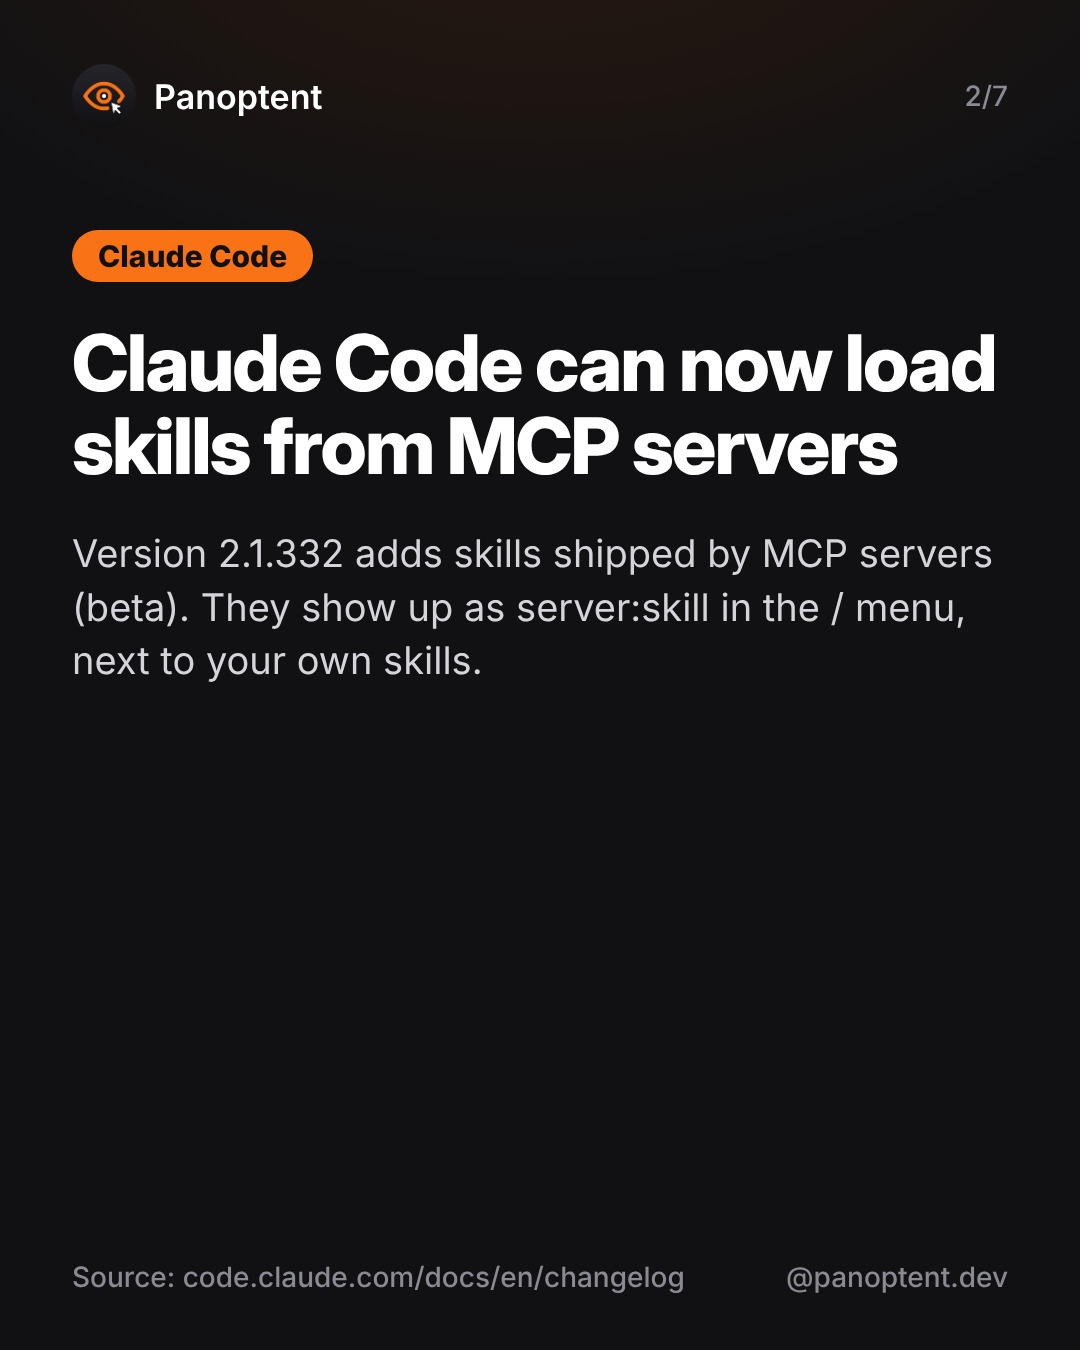 Panoptent
2/7
Claude Code
Claude Code can now load
skills from MCP servers
Version 2.1.332 adds skills shipped by MCP servers
(beta). They show up as server:skill in the / menu,
next to your own skills.
Source: code.claude.com/docs/en/changelog
@panoptent.dev